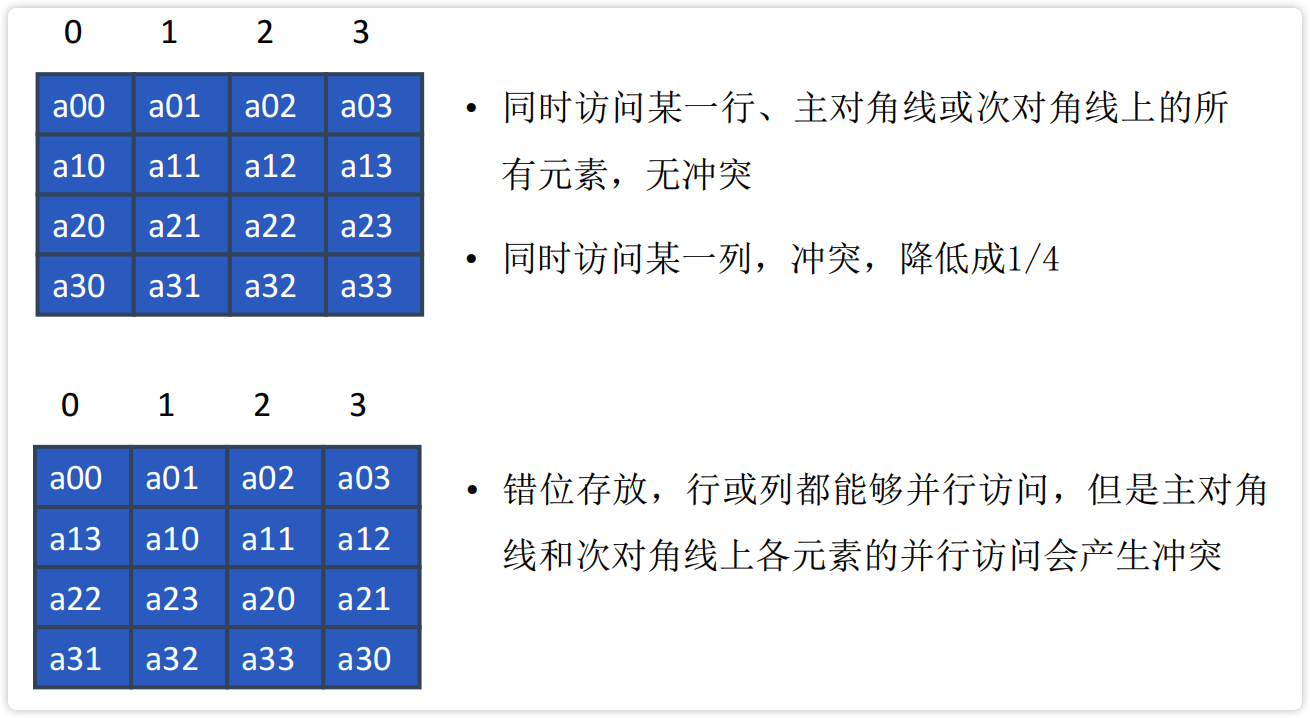 0 1 2 3
a00 a01 a02 a03
a10 a11 a12 a13
a20 a21 a22 a23
a30 a31 a32 a33
• 同时访问某一行、主对角线或次对角线上的所
有元素，无冲突
• 同时访问某一列，冲突，降低成1/4
0 1 2 3
a00 a01 a02 a03
a13 a10 a11 a12
a22 a23 a20 a21
a31 a32 a33 a30
• 错位存放，行或列都能够并行访问，但是主对角
线和次对角线上各元素的并行访问会产生冲突